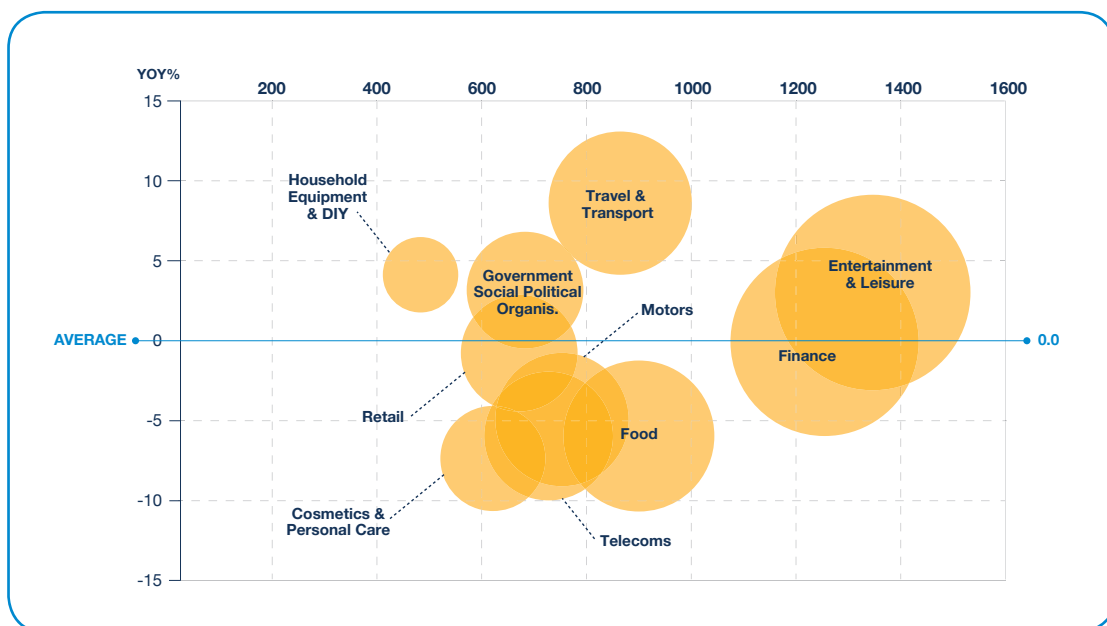 YOY%
200 400 600 800 1000 1200 1400 1600
15
10
5
0
-5
-10
-15
AVERAGE
0.0
Household
Equipment
& DIY
Travel &
Transport
Government
Social Political
Organis.
Entertainment
& Leisure
Motors
Finance
Retail
Food
Cosmetics &
Personal Care
Telecoms